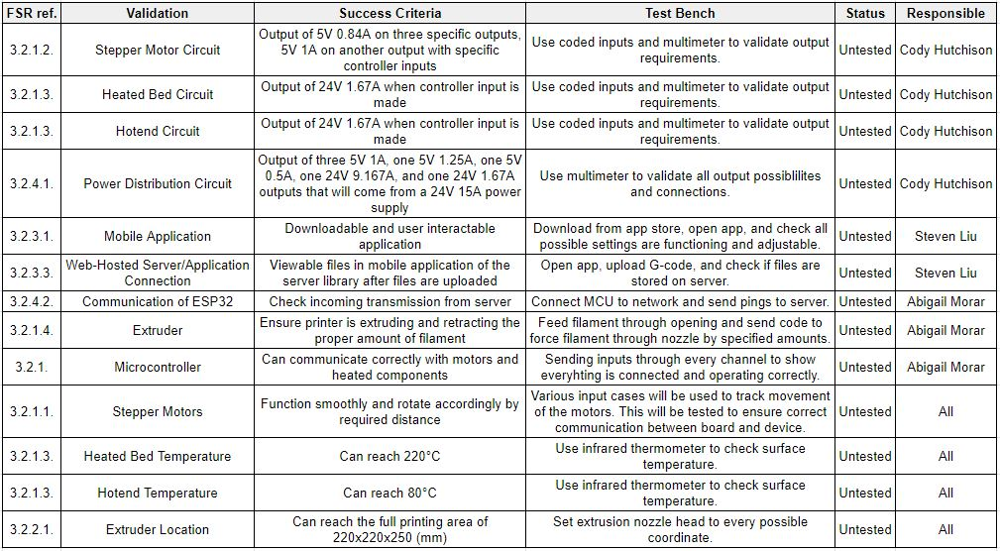 FSR ref. Validation Success Criteria Test Bench Status Responsible
3.2.1.2. Stepper Motor Circuit Output of 5V 0.84A on three specific outputs, 5V 1A on another output with specific controller inputs Use coded inputs and multimeter to validate output requirements. Untested Cody Hutchison
3.2.1.3. Heated Bed Circuit Output of 24V 1.67A when controller input is made Use coded inputs and multimeter to validate output requirements. Untested Cody Hutchison
3.2.1.3. Hotend Circuit Output of 24V 1.67A when controller input is made Use coded inputs and multimeter to validate output requirements. Untested Cody Hutchison
3.2.4.1. Power Distribution Circuit Output of three 5V 1A, one 5V 1.25A, one 5V 0.5A, one 24V 9.167A, and one 24V 1.67A outputs that will come from a 24V 15A power supply Use multimeter to validate all output possiblilites and connections. Untested Cody Hutchison
3.2.3.1. Mobile Application Downloadable and user interactable application Download from app store, open app, and check all possible settings are functioning and adjustable. Untested Steven Liu
3.2.3.3. Web-Hosted Server/Application Connection Viewable files in mobile application of the server library after files are uploaded Open app, upload G-code, and check if files are stored on server. Untested Steven Liu
3.2.4.2. Communication of ESP32 Check incoming transmission from server Connect MCU to network and send pings to server. Untested Abigail Morar
3.2.1.4. Extruder Ensure printer is extruding and retracting the proper amount of filament Feed filament through opening and send code to force filament through nozzle by specified amounts. Untested Abigail Morar
3.2.1. Microcontroller Can communicate correctly with motors and heated components Sending inputs through every channel to show everyhting is connected and operating correctly. Untested Abigail Morar
3.2.1.1. Stepper Motors Function smoothly and rotate accordingly by required distance Various input cases will be used to track movement of the motors. This will be tested to ensure correct communication between board and device. Untested All
3.2.1.3. Heated Bed Temperature Can reach 220°C Use infrared thermometer to check surface temperature. Untested All
3.2.1.3. Hotend Temperature Can reach 80°C Use infrared thermometer to check surface temperature. Untested All
3.2.2.1. Extruder Location Can reach the full printing area of 220x220x250 (mm) Set extrusion nozzle head to every possible coordinate. Untested All